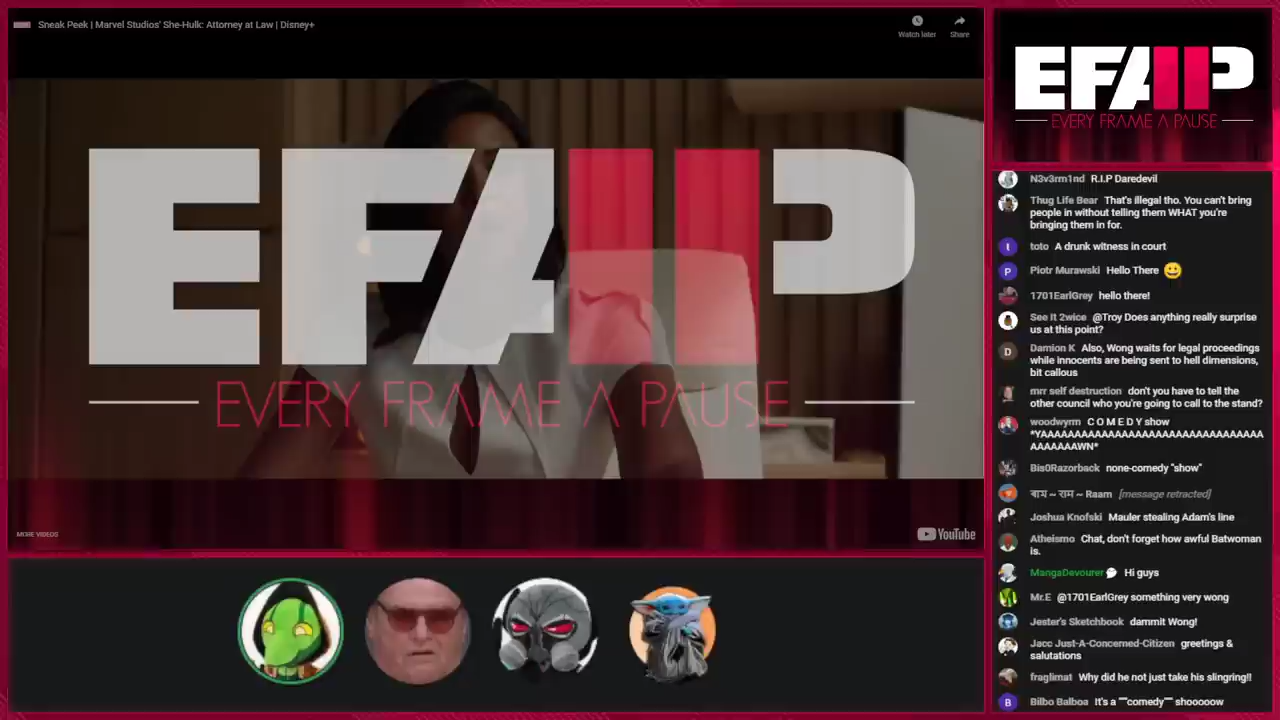 Sneak Peek | Marvel Studios' She-Hulk: Attorney at Law | Disney+
Watch later
Share
EFAP
EVERY FRAME A PAUSE
MORE VIDEOS
YouTube
EFAP
EVERY FRAME A PAUSE
N3v3rm1nd R.I.P Daredevil
Thug Life Bear That's illegal tho. You can't bring
people in without telling them WHAT you're
bringing them in for.
toto A drunk witness in court
Piotr Murawski Hello There 😀
1701EarlGrey hello there!
See It 2wice @Troy Does anything really surprise
us at this point?
Damion K Also, Wong waits for legal proceedings
while innocents are being sent to hell dimensions,
bit callous
mrr self destruction don't you have to tell the
other council who you're going to call to the stand?
woodwyrm C O M E D Y show
*YAAAAAAAAAAAAAAAAAAAAAAAAAAAAAAAAA
AAAAAAAWN*
Bis0Razorback none-comedy "show"
বাম ~ राम ~ Raam [message retracted]
Joshua Knofski Mauler stealing Adam's line
Atheismo Chat, don't forget how awful Batwoman
is.
MangaDevourer Hi guys
Mr.E @1701EarlGrey something very wrong
Jester's Sketchbook dammit Wong!
Jacc Just-A-Concerned-Citizen greetings &
salutations
fraglimat Why did he not just take his slingring!!
Bilbo Balboa It's a """comedy""" shooooow